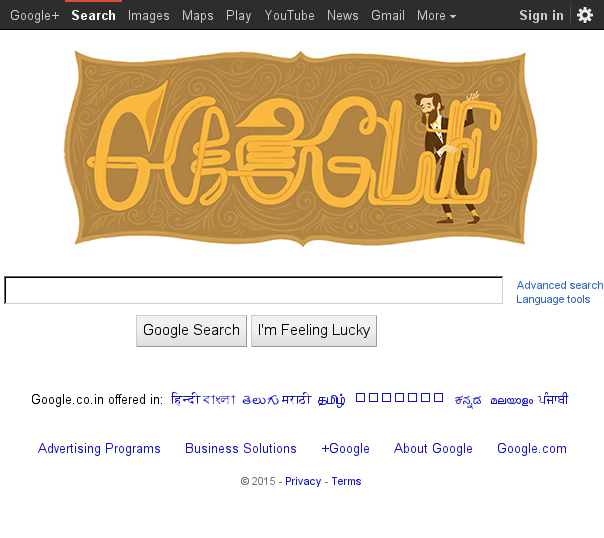 Google+ Search Images Maps Play YouTube News Gmail More Sign in
Google
Advanced search
Language tools
Google Search I'm Feeling Lucky
Google.co.in offered in: हिन्दी বাংলা తెలుగు मराठी தமிழ் ಕನ್ನಡ മലയാളം ਪੰਜਾਬੀ
Advertising Programs Business Solutions +Google About Google Google.com
© 2015 - Privacy - Terms